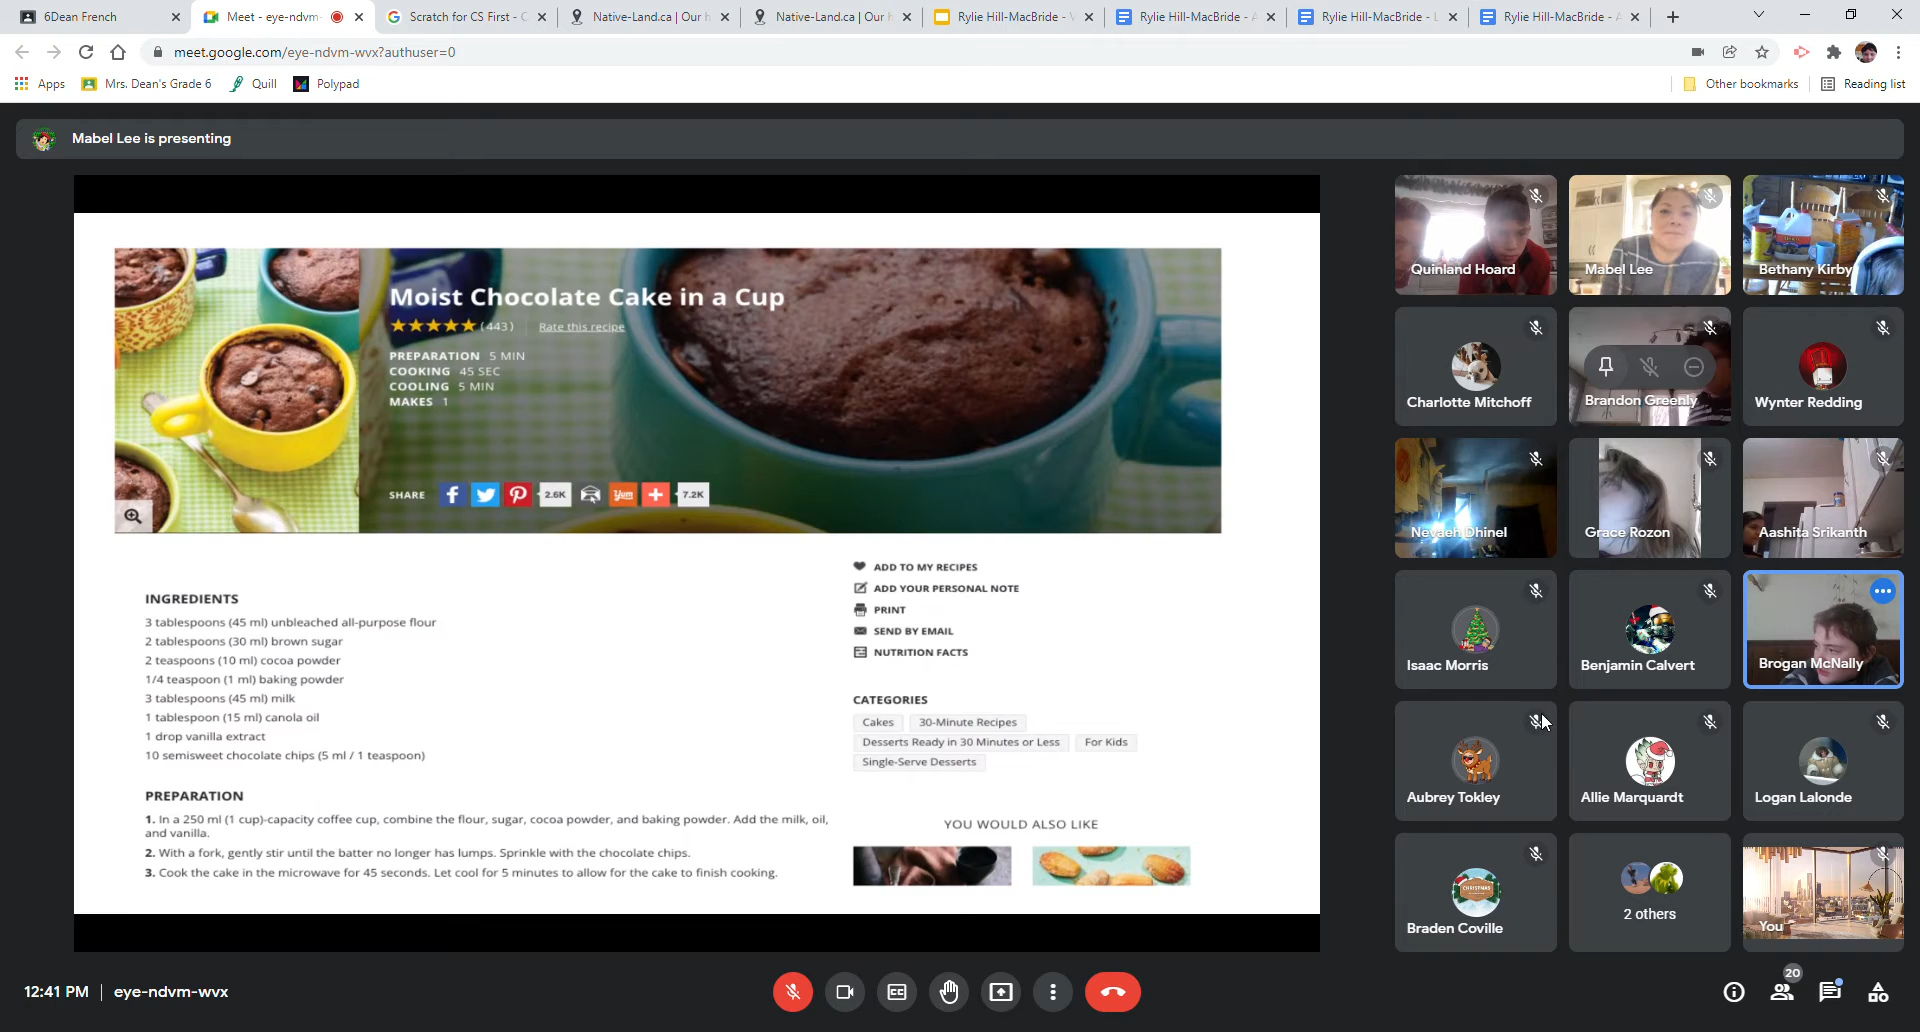 6Dean French
Meet - eye-ndvm-
Scratch for CS First - C
Native-Land.ca | Our h
Native-Land.ca | Our h
Rylie Hill-MacBride - V
Rylie Hill-MacBride - A
Rylie Hill-MacBride - L
Rylie Hill-MacBride - A
meet.google.com/eye-ndvm-wvx?authuser=0
Apps
Mrs. Dean's Grade 6
Quill
Polypad
Other bookmarks
Reading list
Mabel Lee is presenting
Moist Chocolate Cake in a Cup
(443)
Rate this recipe
PREPARATION 5 MIN
COOKING 45 SEC
COOLING 5 MIN
MAKES 1
SHARE
2.6K
Yum
7.2K
INGREDIENTS
3 tablespoons (45 ml) unbleached all-purpose flour
2 tablespoons (30 ml) brown sugar
2 teaspoons (10 ml) cocoa powder
1/4 teaspoon (1 ml) baking powder
3 tablespoons (45 ml) milk
1 tablespoon (15 ml) canola oil
1 drop vanilla extract
10 semisweet chocolate chips (5 ml / 1 teaspoon)
PREPARATION
1. In a 250 ml (1 cup)-capacity coffee cup, combine the flour, sugar, cocoa powder, and baking powder. Add the milk, oil,
and vanilla.
2. With a fork, gently stir until the batter no longer has lumps. Sprinkle with the chocolate chips.
3. Cook the cake in the microwave for 45 seconds. Let cool for 5 minutes to allow for the cake to finish cooking.
ADD TO MY RECIPES
ADD YOUR PERSONAL NOTE
PRINT
SEND BY EMAIL
NUTRITION FACTS
CATEGORIES
Cakes
30-Minute Recipes
Desserts Ready in 30 Minutes or Less
For Kids
Single-Serve Desserts
YOU WOULD ALSO LIKE
Quinland Hoard
Mabel Lee
Bethany Kirby
Charlotte Mitchoff
Brandon Greenly
Wynter Redding
Nevaeh Dhinel
Grace Rozon
Aashita Srikanth
Isaac Morris
Benjamin Calvert
Brogan McNally
Aubrey Tokley
Allie Marquardt
Logan Lalonde
CHRISTMAS
Braden Coville
2 others
You
12:41 PM | eye-ndvm-wvx
20